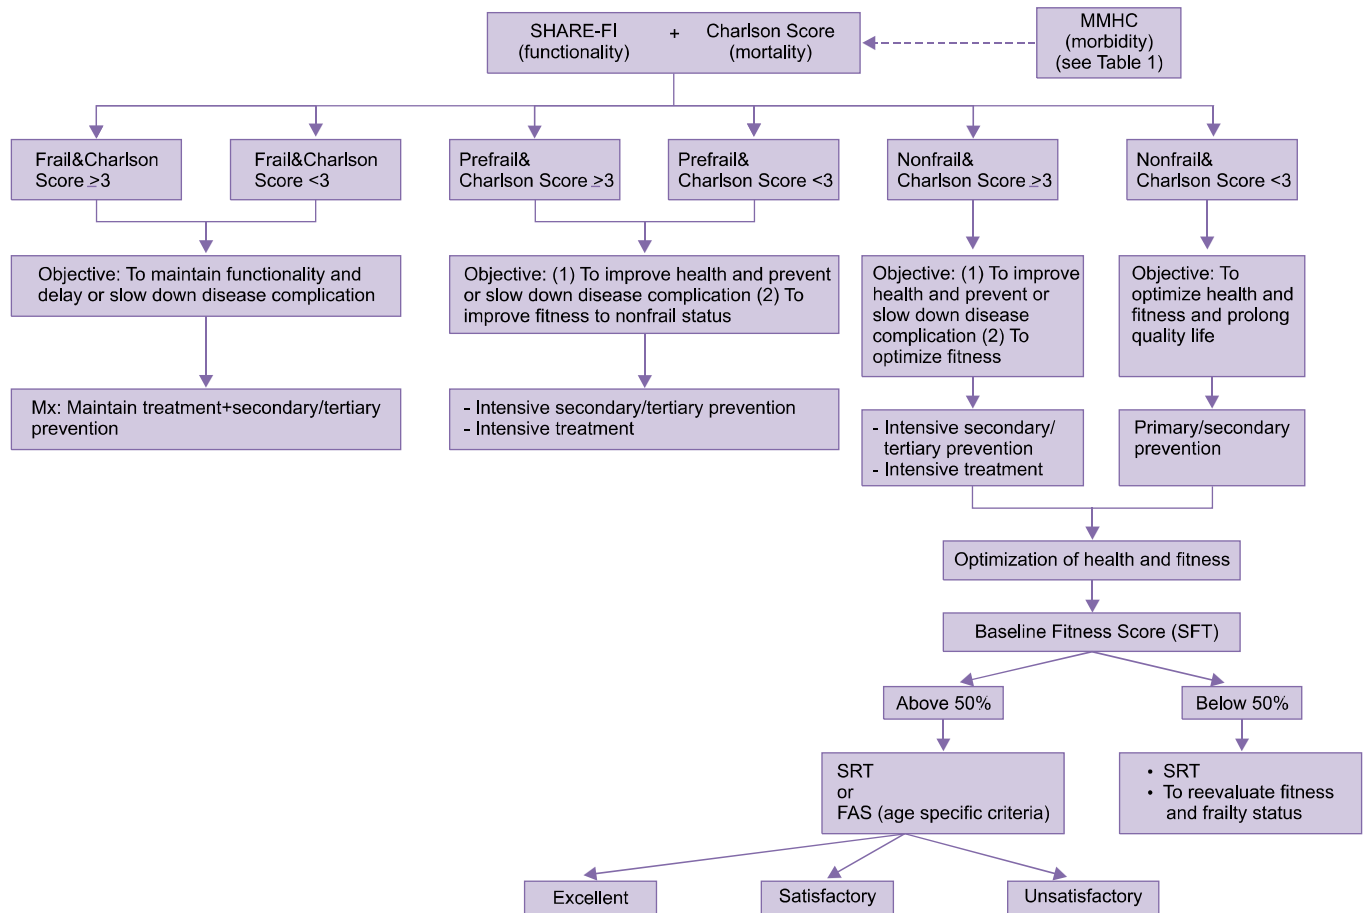 SHARE-FI + Charlson Score
(functionality) (mortality)
MMHC
(morbidity)
(see Table 1)
Frail&Charlson
Score ≥3
Frail&Charlson
Score <3
Prefrail&
Charlson Score ≥3
Prefrail&
Charlson Score <3
Nonfrail&
Charlson Score ≥3
Nonfrail&
Charlson Score <3
Objective: To maintain functionality and
delay or slow down disease complication
Objective: (1) To improve health and prevent
or slow down disease complication (2) To
improve fitness to nonfrail status
Objective: (1) To improve
health and prevent or
slow down disease
complication (2) To
optimize fitness
Objective: To
optimize health and
fitness and prolong
quality life
Mx: Maintain treatment+secondary/tertiary
prevention
- Intensive secondary/tertiary prevention
- Intensive treatment
- Intensive secondary/
tertiary prevention
- Intensive treatment
Primary/secondary
prevention
Optimization of health and fitness
Baseline Fitness Score (SFT)
Above 50%
Below 50%
SRT
or
FAS (age specific criteria)
• SRT
• To reevaluate fitness
and frailty status
Excellent
Satisfactory
Unsatisfactory